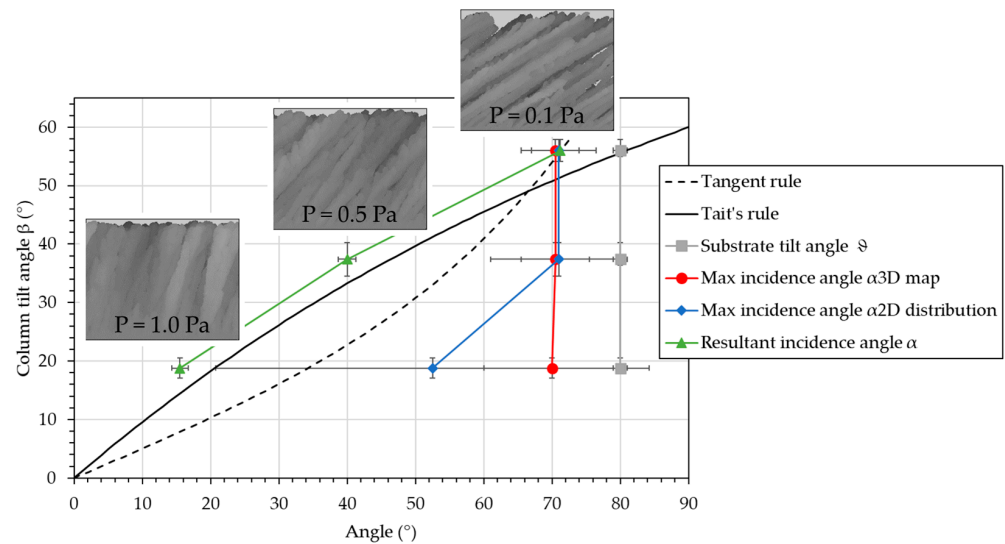 P = 0.1 Pa
P = 0.5 Pa
P = 1.0 Pa
Column tilt angle β (°)
60
50
40
30
20
10
0
0 10 20 30 40 50 60 70 80 90
Angle (°)
Tangent rule
Tait's rule
Substrate tilt angle ϑ
Max incidence angle α3D map
Max incidence angle α2D distribution
Resultant incidence angle α